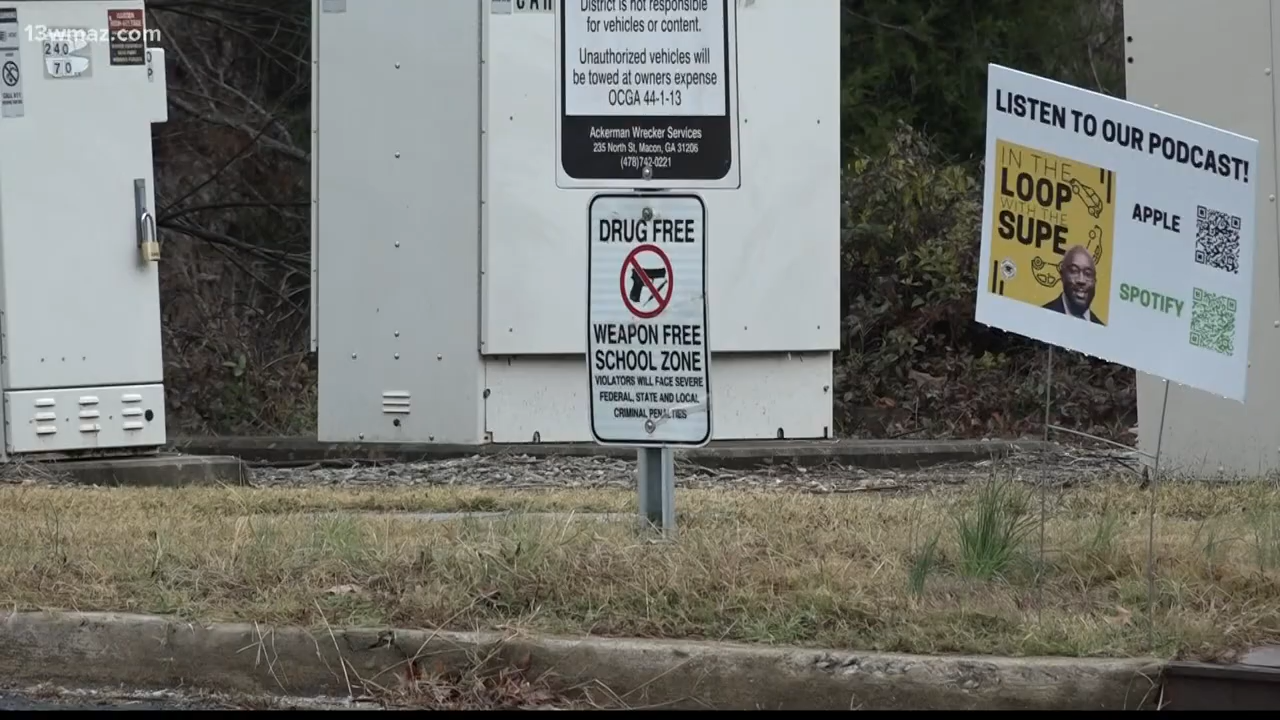 13wmaz.com
240
70
CAR
District is not responsible
for vehicles or content.
Unauthorized vehicles will
be towed at owners expense
OCGA 44-1-13
Ackerman Wrecker Services
235 North St, Macon, GA 31206
(478)742-0221
DRUG FREE
WEAPON FREE
SCHOOL ZONE
VIOLATORS WILL FACE SEVERE
FEDERAL, STATE AND LOCAL
CRIMINAL PENALTIES
LISTEN TO OUR PODCAST!
IN THE
LOOP
WITH THE
SUPE
APPLE
SPOTIFY